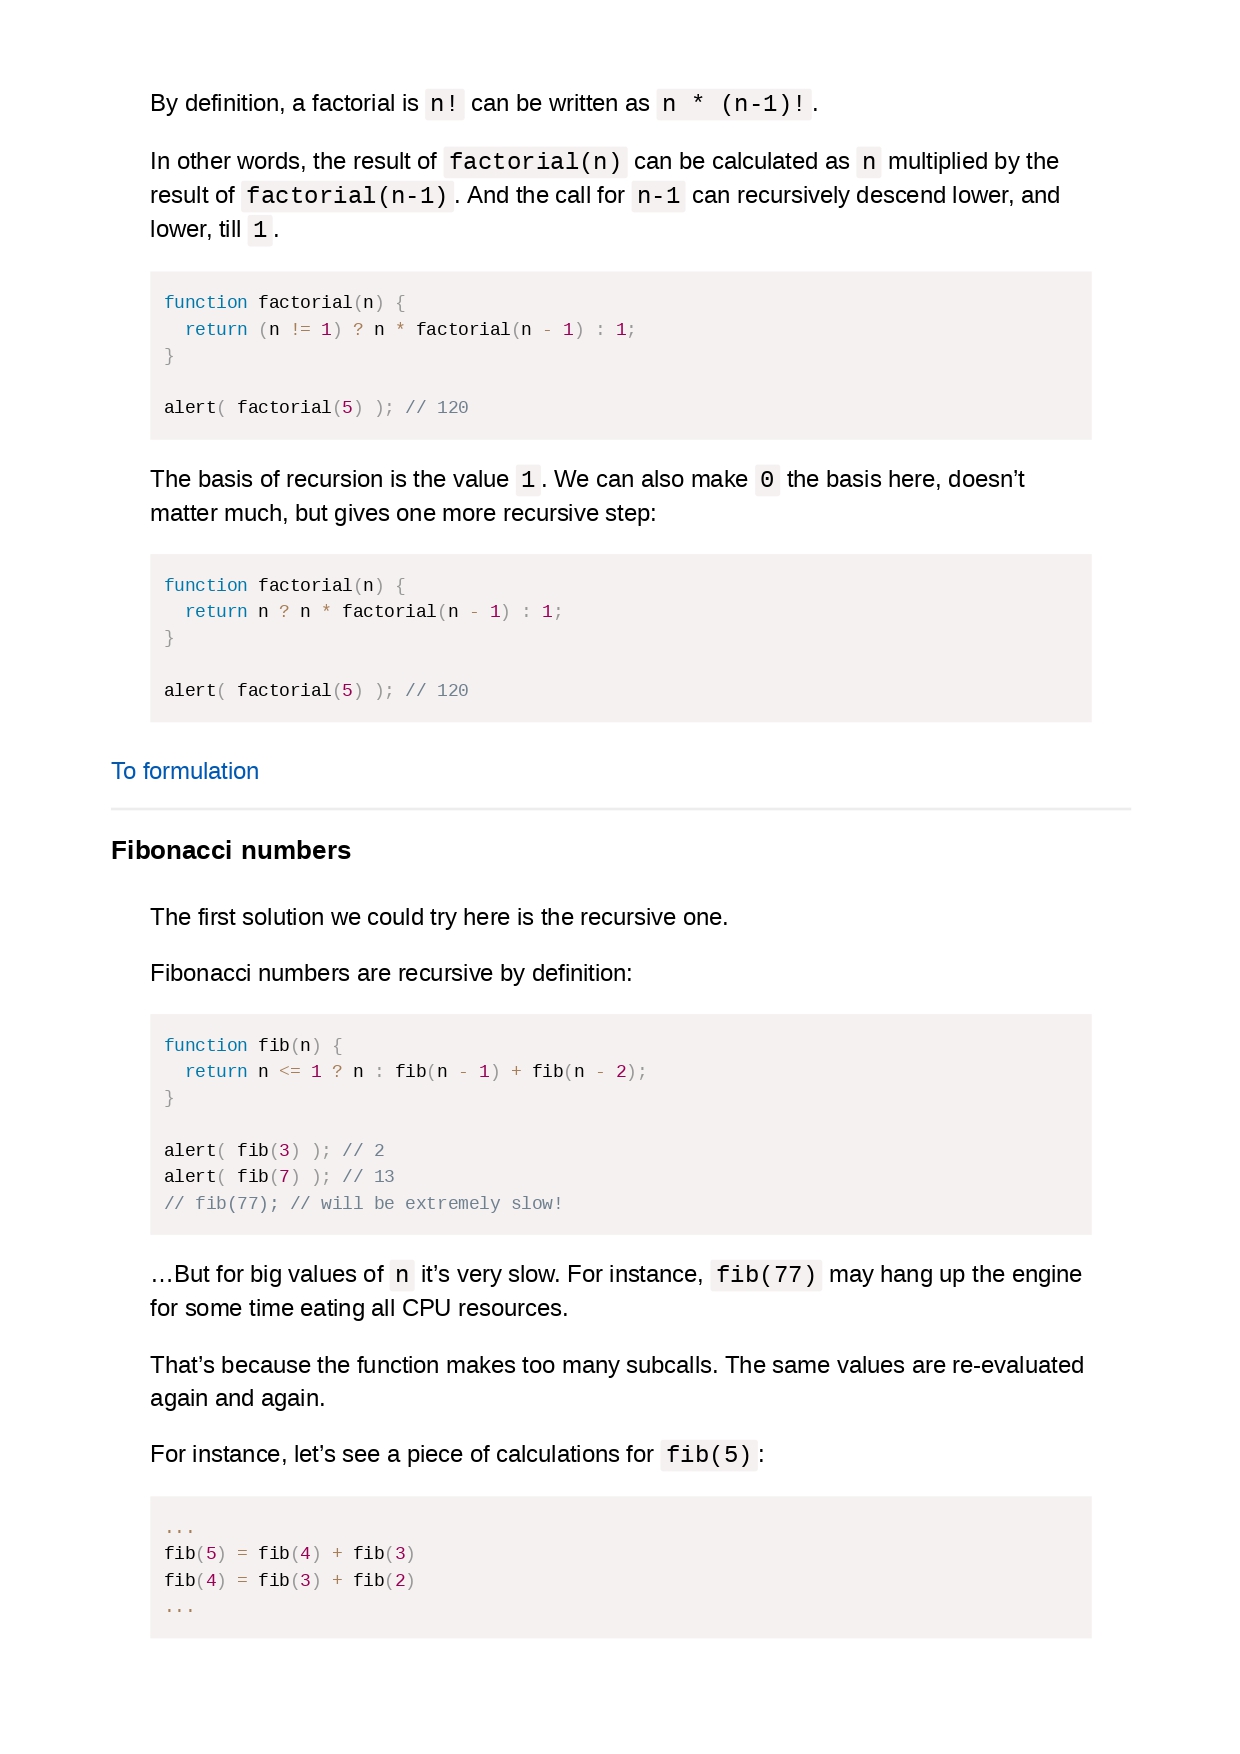 By definition, a factorial is n! can be written as n * (n-1)!.
In other words, the result of factorial(n) can be calculated as n multiplied by the
result of factorial(n-1). And the call for n-1 can recursively descend lower, and
lower, till 1.
function factorial(n) {
  return (n != 1) ? n * factorial(n - 1) : 1;
}
alert( factorial(5) ); // 120
The basis of recursion is the value 1. We can also make 0 the basis here, doesn’t
matter much, but gives one more recursive step:
function factorial(n) {
  return n ? n * factorial(n - 1) : 1;
}
alert( factorial(5) ); // 120
To formulation
Fibonacci numbers
The first solution we could try here is the recursive one.
Fibonacci numbers are recursive by definition:
function fib(n) {
  return n <= 1 ? n : fib(n - 1) + fib(n - 2);
}
alert( fib(3) ); // 2
alert( fib(7) ); // 13
// fib(77); // will be extremely slow!
…But for big values of n it’s very slow. For instance, fib(77) may hang up the engine
for some time eating all CPU resources.
That’s because the function makes too many subcalls. The same values are re-evaluated
again and again.
For instance, let’s see a piece of calculations for fib(5):
...
fib(5) = fib(4) + fib(3)
fib(4) = fib(3) + fib(2)
...